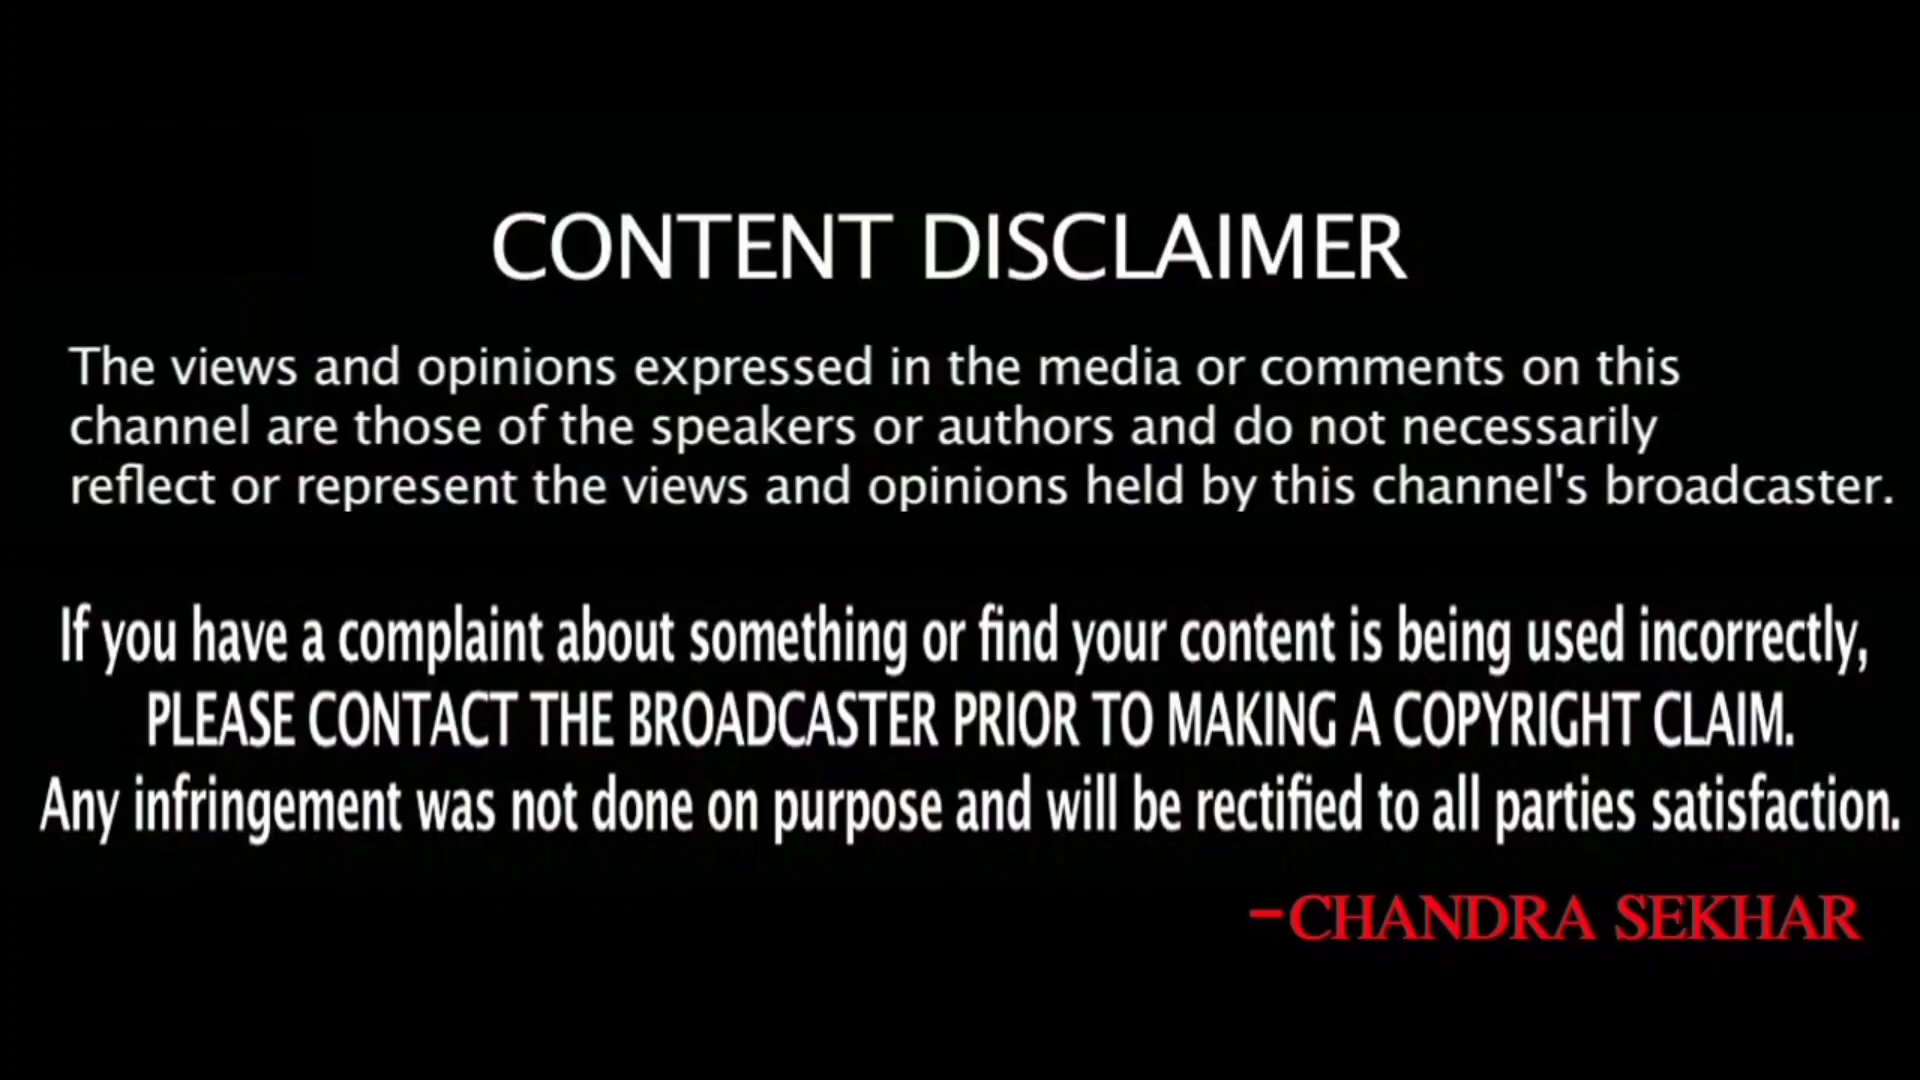 CONTENT DISCLAIMER
The views and opinions expressed in the media or comments on this
channel are those of the speakers or authors and do not necessarily
reflect or represent the views and opinions held by this channel's broadcaster.
If you have a complaint about something or find your content is being used incorrectly,
PLEASE CONTACT THE BROADCASTER PRIOR TO MAKING A COPYRIGHT CLAIM.
Any infringement was not done on purpose and will be rectified to all parties satisfaction.
-CHANDRA SEKHAR